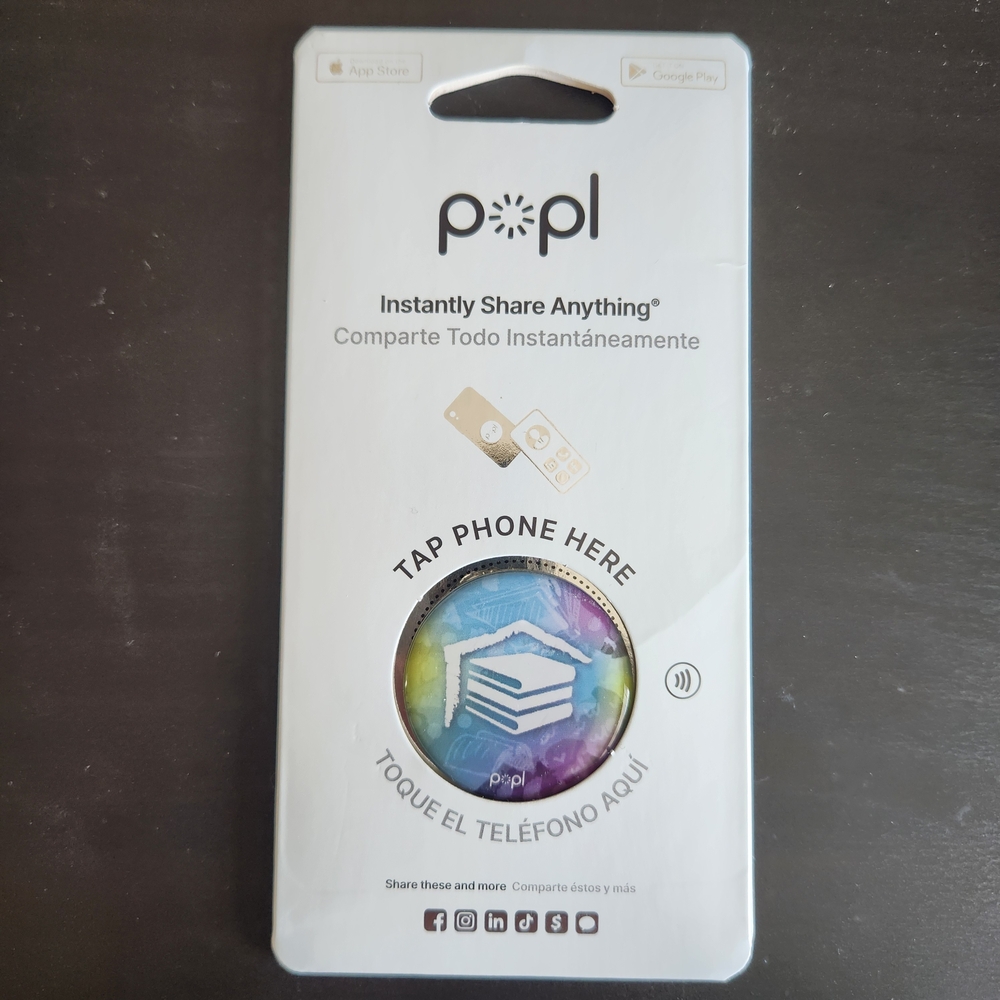 App Store
Google Play
popl
Instantly Share Anything®
Comparte Todo Instantáneamente
TAP PHONE HERE
popl
TOQUE EL TELÉFONO AQUÍ
Share these and more Comparte éstos y más